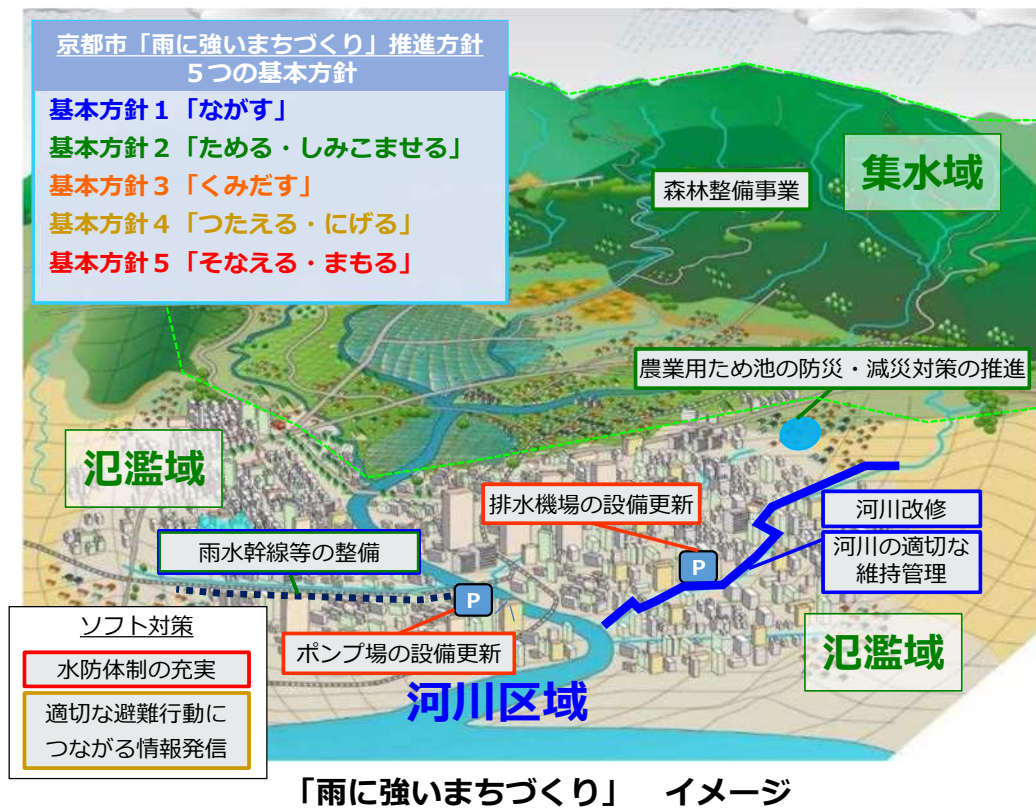 京都市「雨に強いまちづくり」推進方針
５つの基本方針
基本方針１「ながす」
基本方針２「ためる・しみこませる」
基本方針３「くみだす」
基本方針４「つたえる・にげる」
基本方針５「そなえる・まもる」
集水域
森林整備事業
農業用ため池の防災・減災対策の推進
氾濫域
排水機場の設備更新
河川改修
雨水幹線等の整備
河川の適切な
維持管理
P
P
ソフト対策
水防体制の充実
適切な避難行動に
つながる情報発信
ポンプ場の設備更新
氾濫域
河川区域
「雨に強いまちづくり」　イメージ